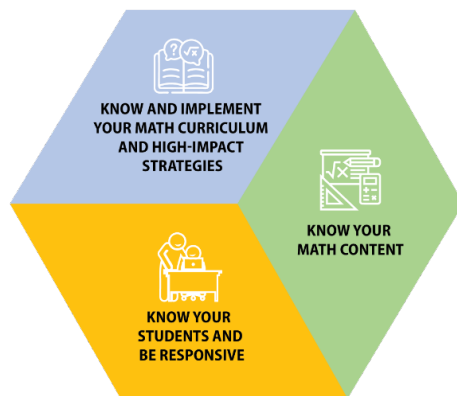 KNOW AND IMPLEMENT
YOUR MATH CURRICULUM
AND HIGH-IMPACT
STRATEGIES
KNOW YOUR
MATH CONTENT
KNOW YOUR
STUDENTS AND
BE RESPONSIVE